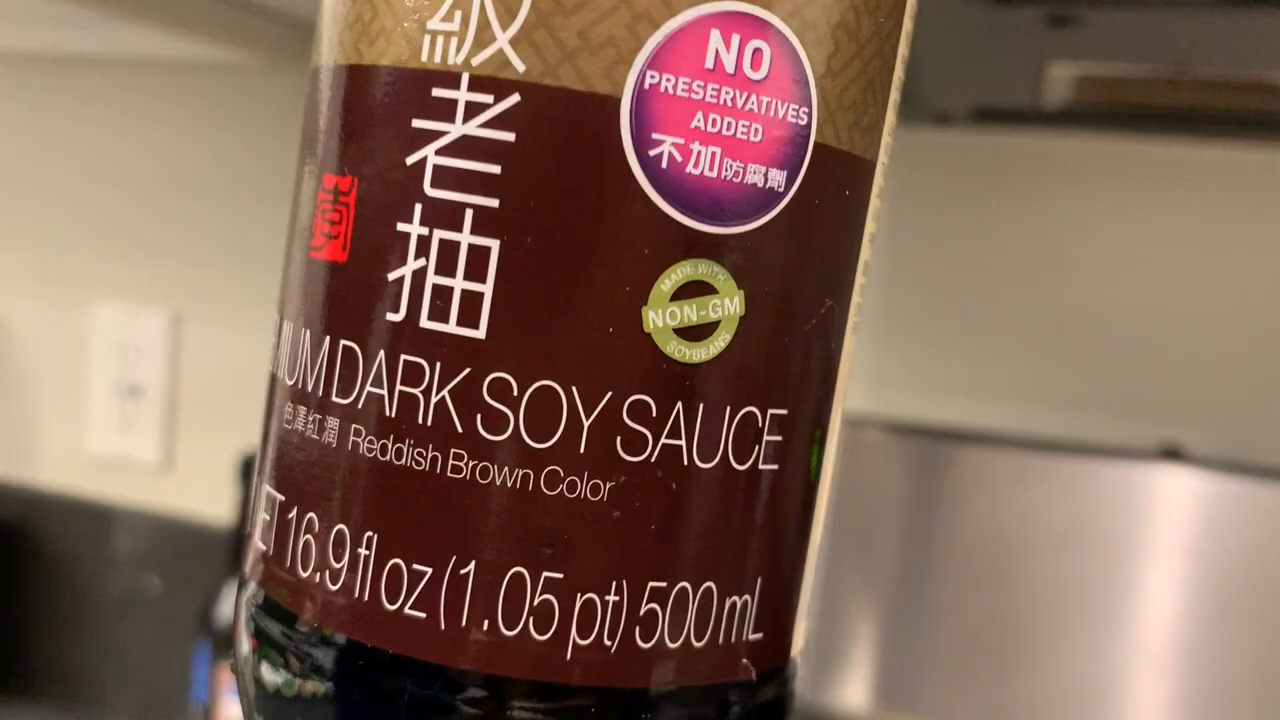 級老抽
NO
PRESERVATIVES
ADDED
不加防腐劑
MADE WITH
NON-GM
SOYBEANS
DARK SOY SAUCE
色澤紅潤 Reddish Brown Color
16.9 fl oz (1.05 pt) 500 mL